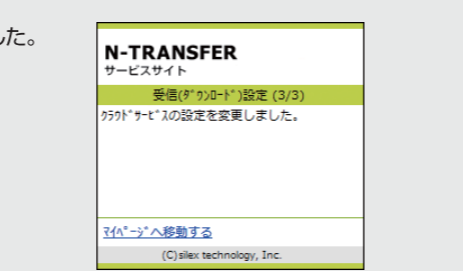 した。
N-TRANSFER
サービスサイト
受信(ﾀﾞｳﾝﾛｰﾄﾞ)設定 (3/3)
ｸﾗｳﾄﾞｻｰﾋﾞｽの設定を変更しました。
ﾏｲﾍﾟｰｼﾞへ移動する
(C)silex technology, Inc.